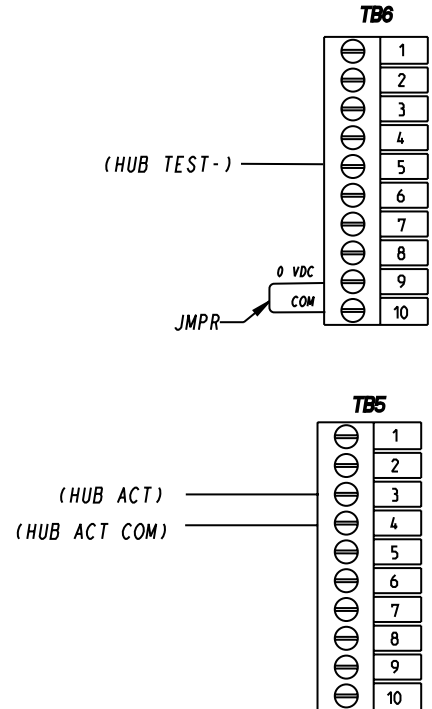 TB6
1
2
3
4
(HUB TEST-) 5
6
7
8
0 VDC 9
COM 10
JMPR
TB5
1
2
(HUB ACT) 3
(HUB ACT COM) 4
5
6
7
8
9
10